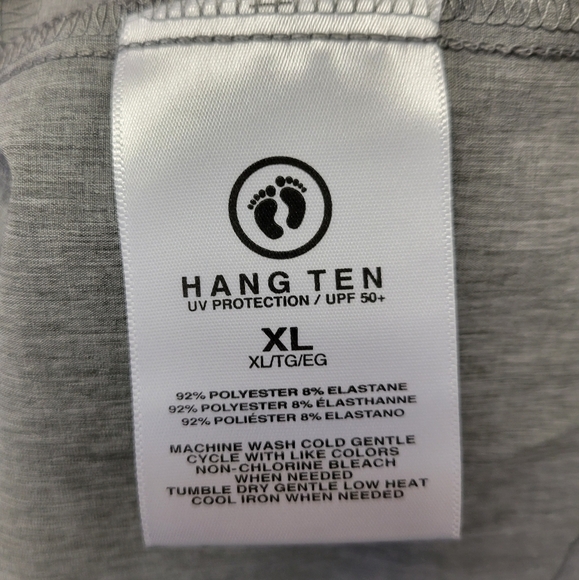 HANG TEN
UV PROTECTION / UPF 50+
XL
XL/TG/EG
92% POLYESTER 8% ELASTANE
92% POLYESTER 8% ÉLASTHANNE
92% POLIÉSTER 8% ELASTANO
MACHINE WASH COLD GENTLE
CYCLE WITH LIKE COLORS
NON-CHLORINE BLEACH
WHEN NEEDED
TUMBLE DRY GENTLE LOW HEAT
COOL IRON WHEN NEEDED